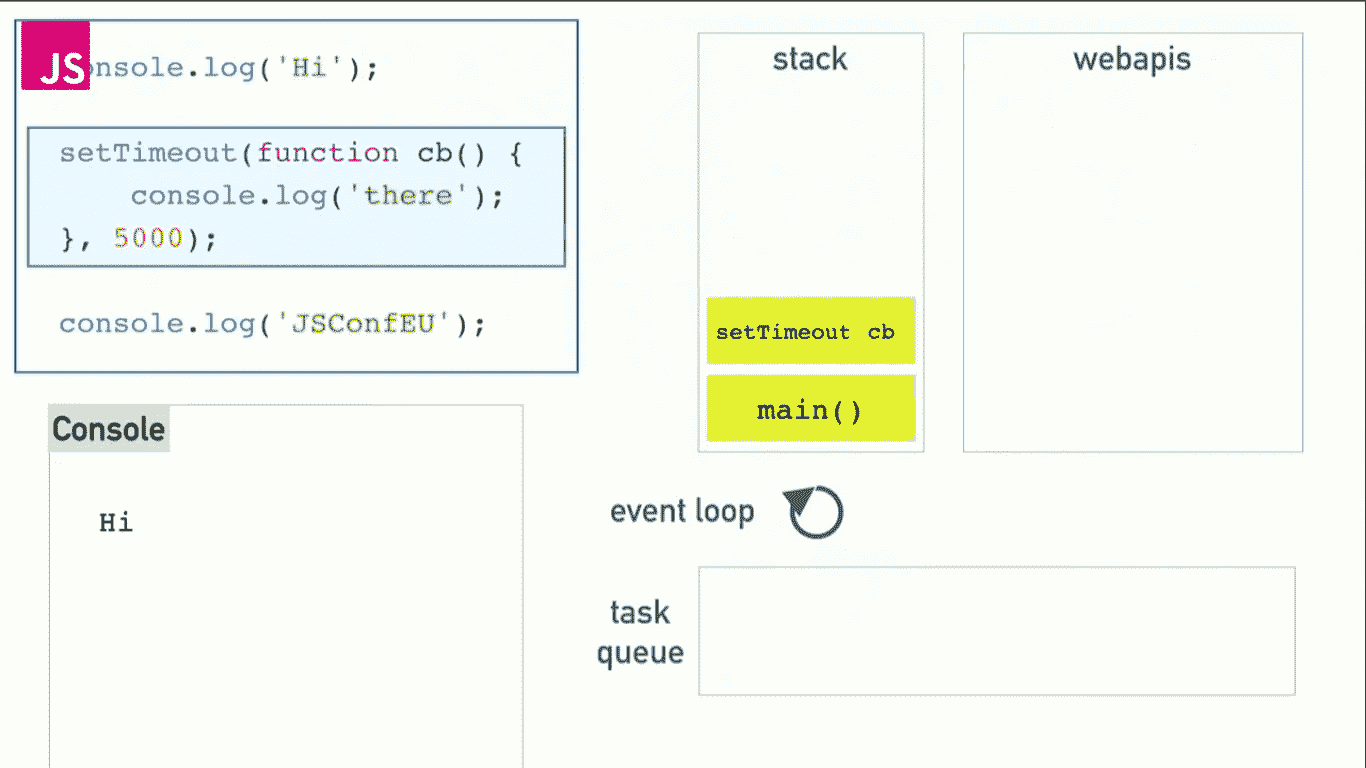 JS
onsole.log('Hi');
setTimeout(function cb() {
    console.log('there');
}, 5000);
console.log('JSConfEU');
Console
Hi
stack
setTimeout cb
main()
webapis
event loop
task
queue